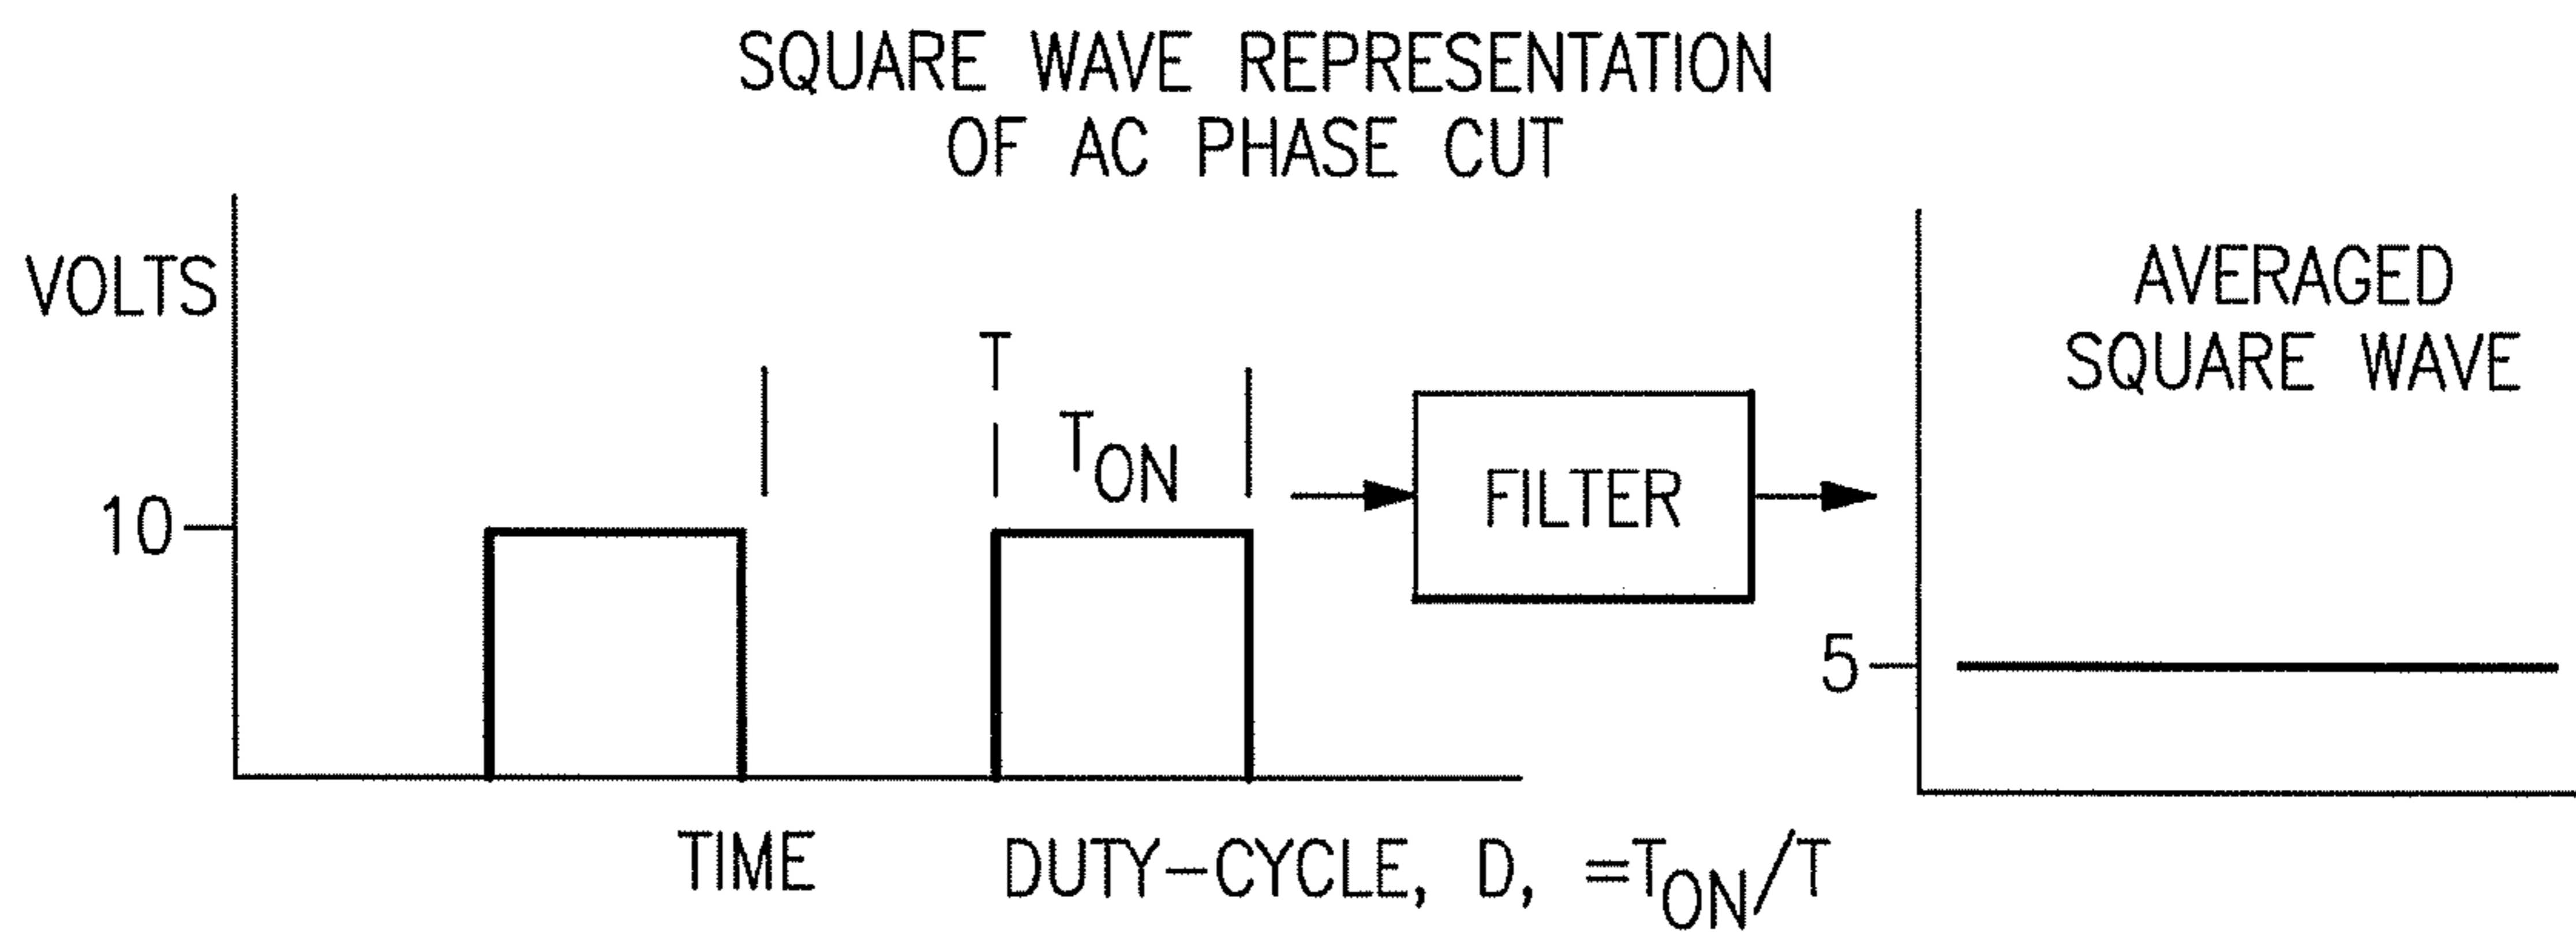 SQUARE WAVE REPRESENTATION
OF AC PHASE CUT
VOLTS
10
T
TON
TIME
DUTY-CYCLE, D, =TON/T
FILTER
AVERAGED
SQUARE WAVE
5